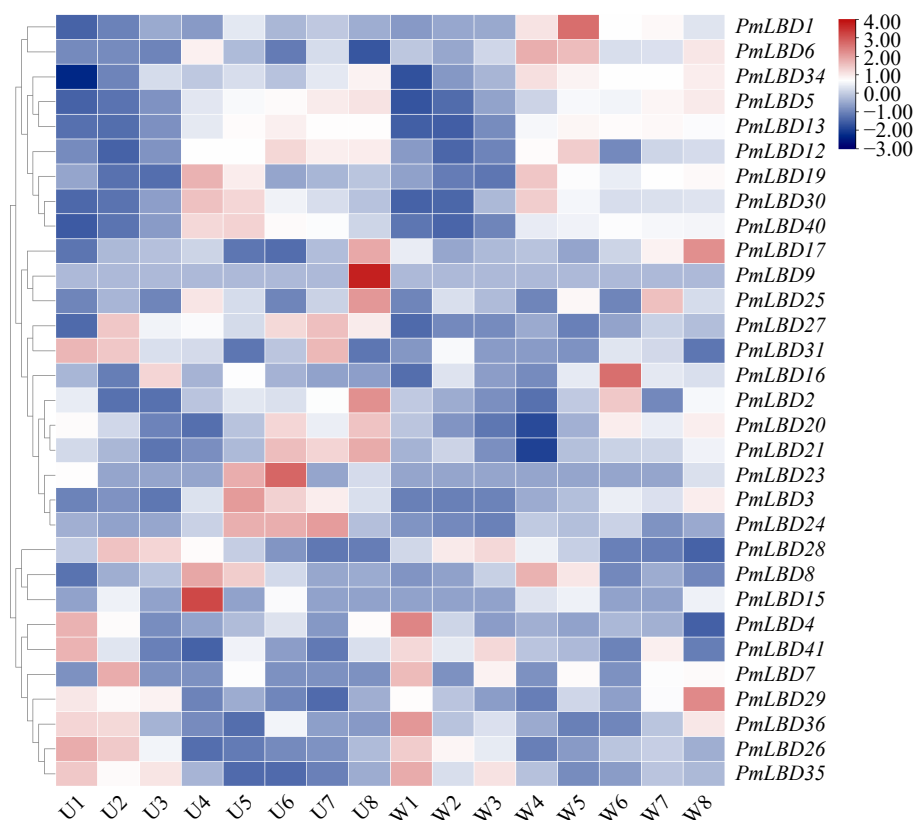 PmLBD1
PmLBD6
PmLBD34
PmLBD5
PmLBD13
PmLBD12
PmLBD19
PmLBD30
PmLBD40
PmLBD17
PmLBD9
PmLBD25
PmLBD27
PmLBD31
PmLBD16
PmLBD2
PmLBD20
PmLBD21
PmLBD23
PmLBD3
PmLBD24
PmLBD28
PmLBD8
PmLBD15
PmLBD4
PmLBD41
PmLBD7
PmLBD29
PmLBD36
PmLBD26
PmLBD35
4.00
3.00
2.00
1.00
0.00
−1.00
−2.00
−3.00
U1 U2 U3 U4 U5 U6 U7 U8 W1 W2 W3 W4 W5 W6 W7 W8